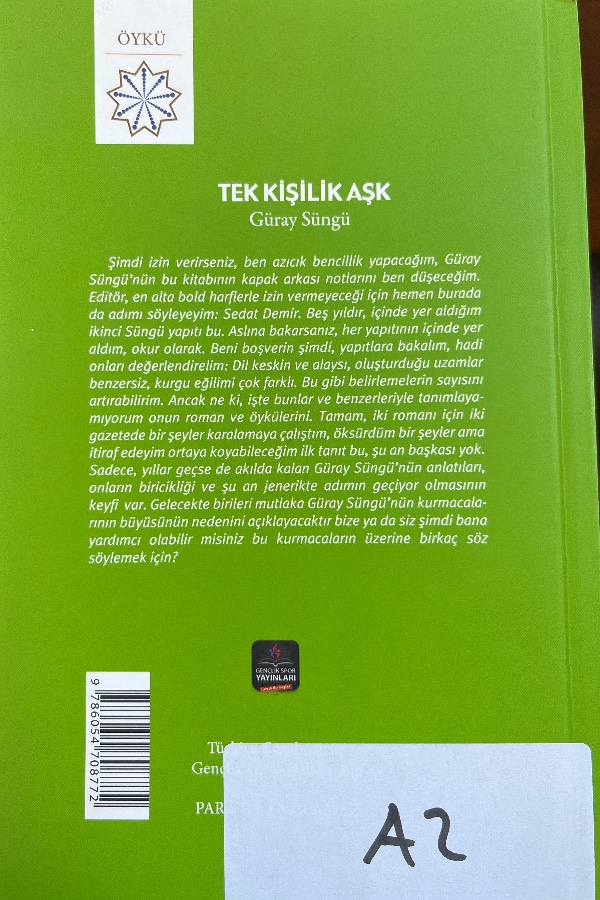 ÖYKÜ
TEK KİŞİLİK AŞK
Güray Süngü
Şimdi izin verirseniz, ben azıcık bencillik yapacağım, Güray
Süngü'nün bu kitabının kapak arkası notlarını ben düşeceğim.
Editör, en alta bold harflerle izin vermeyeceği için hemen burada
da adımı söyleyeyim: Sedat Demir. Beş yıldır, içinde yer aldığım
ikinci Süngü yapıtı bu. Aslına bakarsanız, her yapıtının içinde yer
aldım, okur olarak. Beni boşverin şimdi, yapıtlara bakalım, hadi
onları değerlendirelim: Dil keskin ve alaysı, oluşturduğu uzamlar
benzersiz, kurgu eğilimi çok farklı. Bu gibi belirlemelerin sayısını
artırabilirim. Ancak ne ki, işte bunlar ve benzerleriyle tanımlaya-
mıyorum onun roman ve öykülerini. Tamam, iki romanı için iki
gazetede bir şeyler karalamaya çalıştım, öksürdüm bir şeyler ama
itiraf edeyim ortaya koyabileceğim ilk tanıt bu, şu an başkası yok.
Sadece, yıllar geçse de akılda kalan Güray Süngü'nün anlatıları,
onların biricikliği ve şu an jenerikte adımın geçiyor olmasının
keyfi var. Gelecekte birileri mutlaka Güray Süngü'nün kurmacala-
rının büyüsünün nedenini açıklayacaktır bize ya da siz şimdi bana
yardımcı olabilir misiniz bu kurmacaların üzerine birkaç söz
söylemek için?
GENÇLİK SPOR
YAYINLARI
9 786054 708772
A2